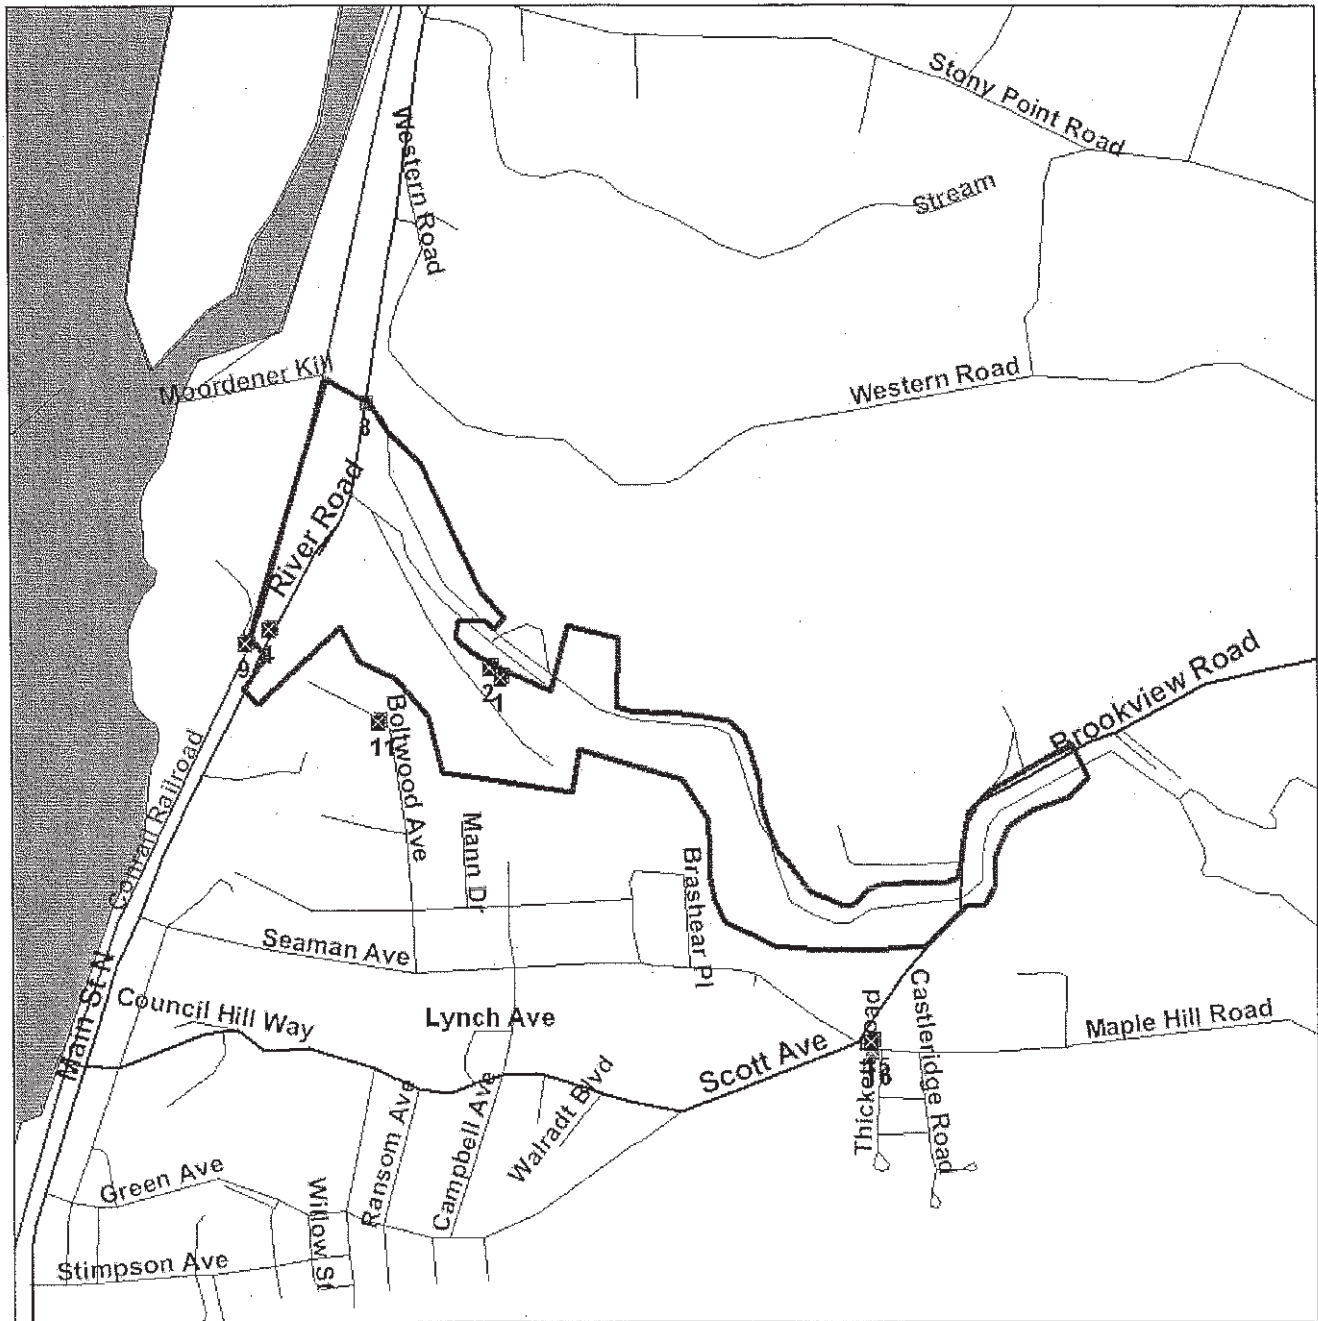 Stony Point Road
Western Road
Stream
Moordener Kill
Western Road
8
River Road
9
4
2
1
Brookview Road
11
Boltwood Ave
Conrail Railroad
Mann Dr
Brashear Pl
Seaman Ave
Main St N
Council Hill Way
Lynch Ave
Castleridge Road
Maple Hill Road
Scott Ave
Walradt Blvd
Ransom Ave
Campbell Ave
Green Ave
Willow St
Stimpson Ave